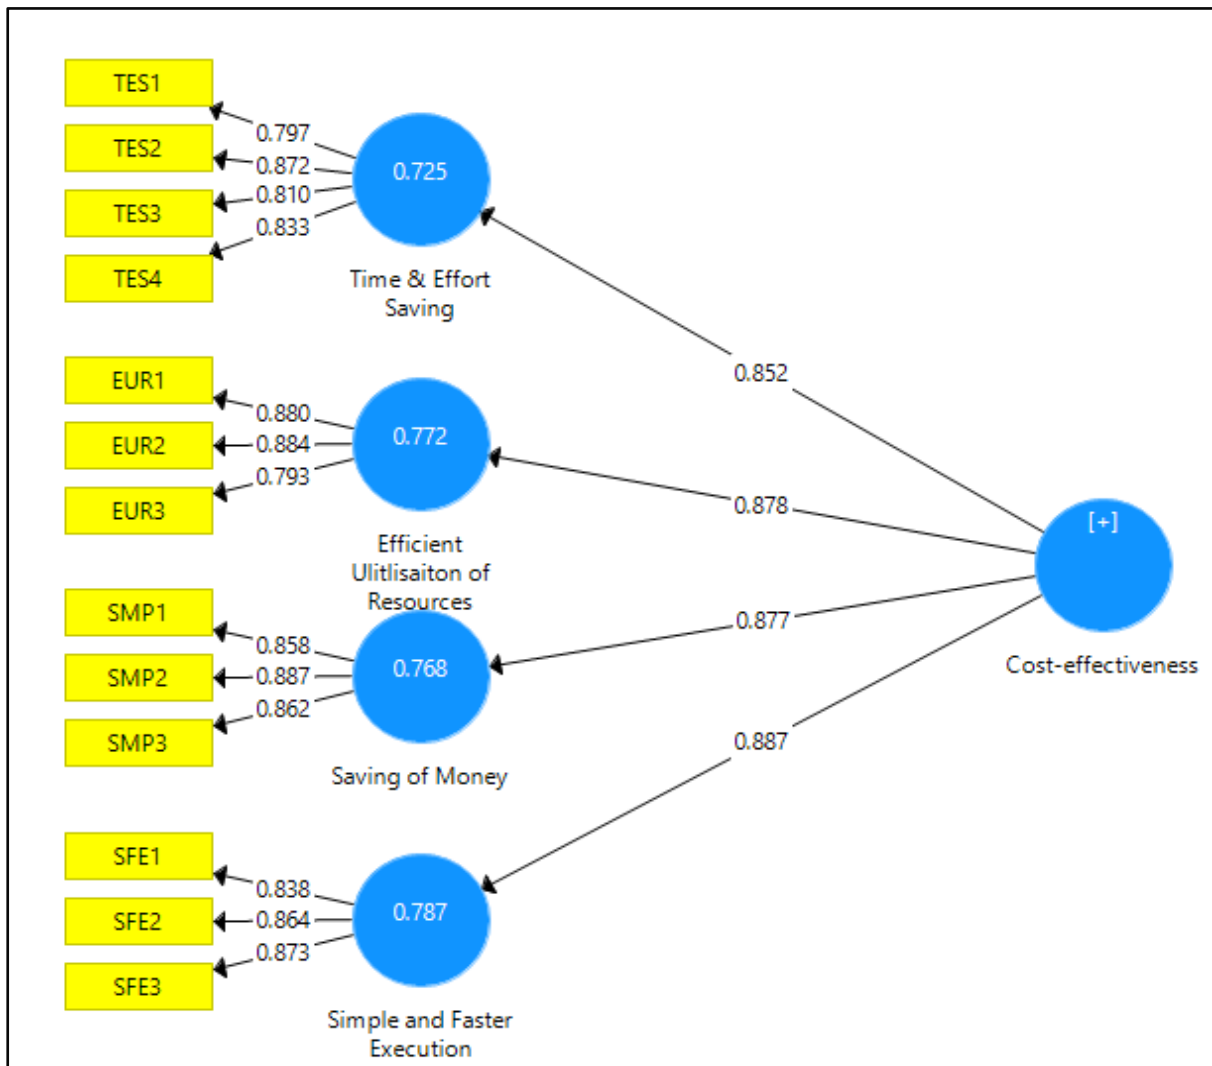 TES1
TES2
TES3
TES4
0.797
0.872
0.810
0.833
0.725
Time & Effort
Saving
EUR1
EUR2
EUR3
0.880
0.884
0.793
0.772
Efficient
Ulitlisaiton of
Resources
SMP1
SMP2
SMP3
0.858
0.887
0.862
0.768
Saving of Money
SFE1
SFE2
SFE3
0.838
0.864
0.873
0.787
Simple and Faster
Execution
0.852
0.878
0.877
0.887
[+]
Cost-effectiveness